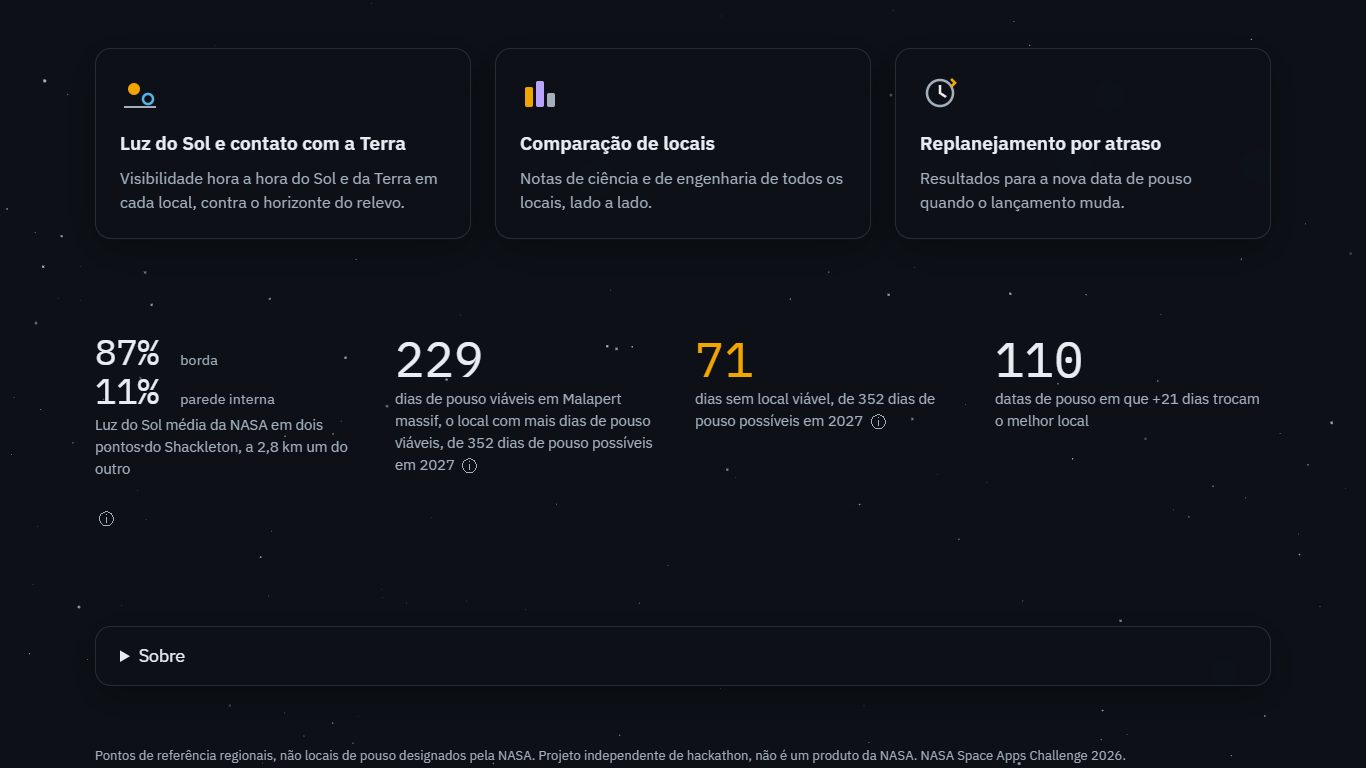 Luz do Sol e contato com a Terra
Visibilidade hora a hora do Sol e da Terra em
cada local, contra o horizonte do relevo.
Comparação de locais
Notas de ciência e de engenharia de todos os
locais, lado a lado.
Replanejamento por atraso
Resultados para a nova data de pouso
quando o lançamento muda.
87% borda
11% parede interna
Luz do Sol média da NASA em dois
pontos do Shackleton, a 2,8 km um do
outro
229
dias de pouso viáveis em Malapert
massif, o local com mais dias de pouso
viáveis, de 352 dias de pouso possíveis
em 2027
71
dias sem local viável, de 352 dias de
pouso possíveis em 2027
110
datas de pouso em que +21 dias trocam
o melhor local
Sobre
Pontos de referência regionais, não locais de pouso designados pela NASA. Projeto independente de hackathon, não é um produto da NASA. NASA Space Apps Challenge 2026.